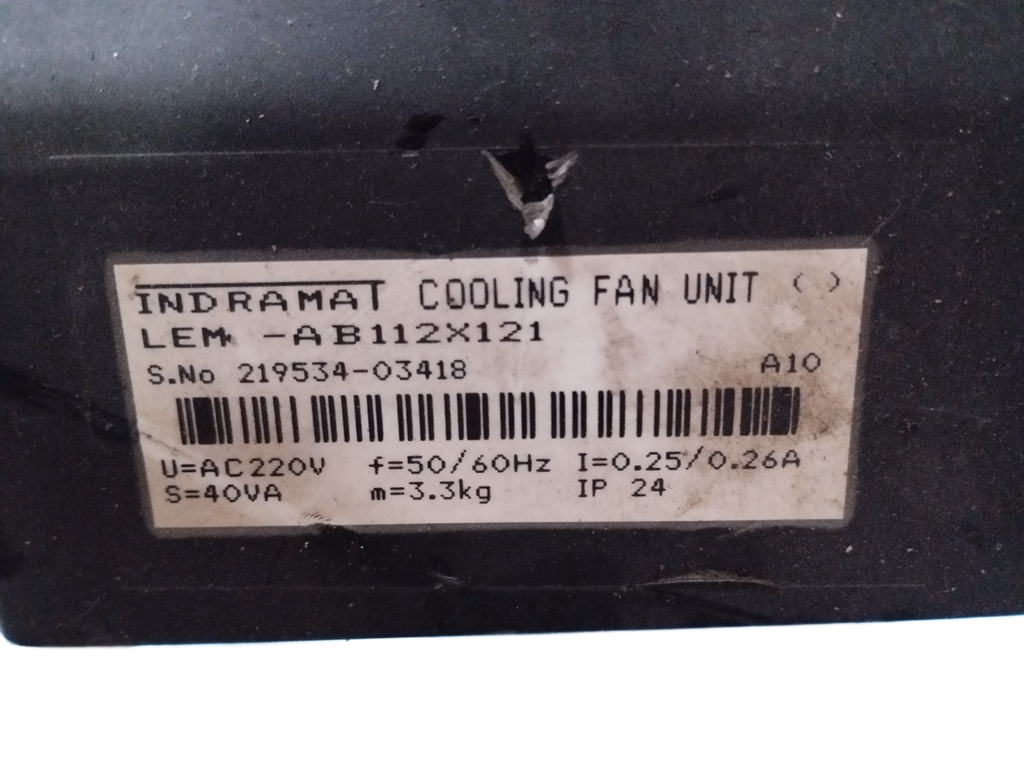 INDRAMAT COOLING FAN UNIT ( )
LEM -AB112X121
S.No 219534-03418 A10
U=AC220V f=50/60Hz I=0.25/0.26A
S=40VA m=3.3kg IP 24